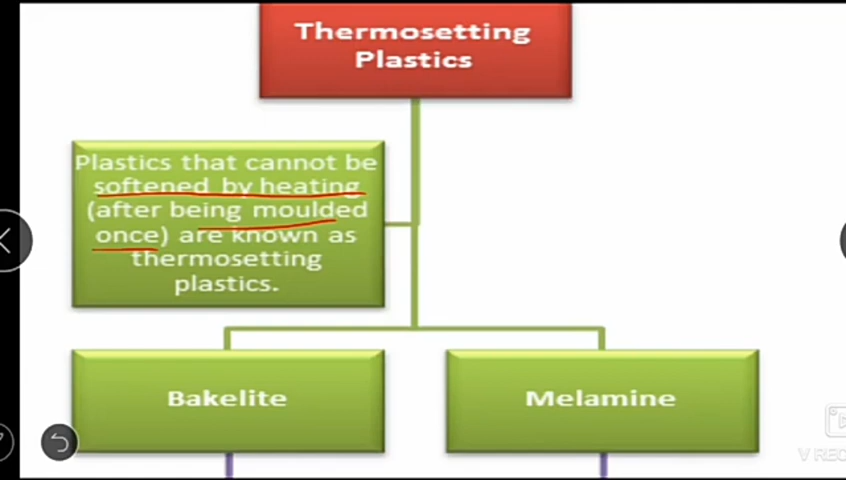 Thermosetting
Plastics
Plastics that cannot be
softened by heating
(after being moulded
once) are known as
thermosetting
plastics.
Bakelite
Melamine
V REC